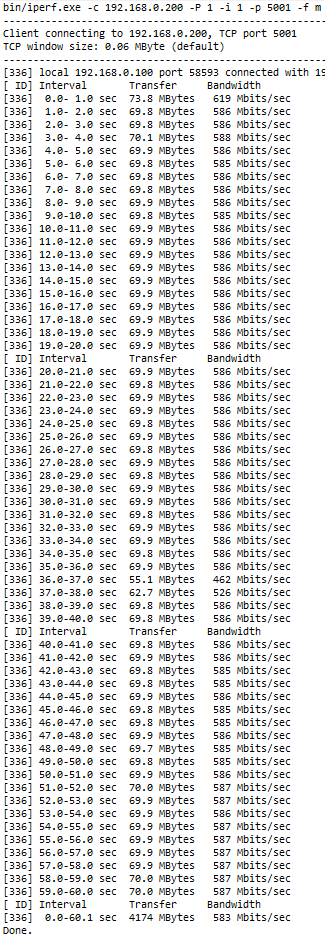 bin/iperf.exe -c 192.168.0.200 -P 1 -i 1 -p 5001 -f m
------------------------------------------------------------
Client connecting to 192.168.0.200, TCP port 5001
TCP window size: 0.06 MByte (default)
------------------------------------------------------------
[336] local 192.168.0.100 port 58593 connected with 19
[ ID] Interval Transfer Bandwidth
[336] 0.0- 1.0 sec 73.8 MBytes 619 Mbits/sec
[336] 1.0- 2.0 sec 69.8 MBytes 586 Mbits/sec
[336] 2.0- 3.0 sec 69.8 MBytes 586 Mbits/sec
[336] 3.0- 4.0 sec 70.1 MBytes 588 Mbits/sec
[336] 4.0- 5.0 sec 69.9 MBytes 586 Mbits/sec
[336] 5.0- 6.0 sec 69.8 MBytes 585 Mbits/sec
[336] 6.0- 7.0 sec 69.8 MBytes 586 Mbits/sec
[336] 7.0- 8.0 sec 69.8 MBytes 586 Mbits/sec
[336] 8.0- 9.0 sec 69.9 MBytes 586 Mbits/sec
[336] 9.0-10.0 sec 69.8 MBytes 585 Mbits/sec
[336] 10.0-11.0 sec 69.9 MBytes 586 Mbits/sec
[336] 11.0-12.0 sec 69.9 MBytes 586 Mbits/sec
[336] 12.0-13.0 sec 69.9 MBytes 586 Mbits/sec
[336] 13.0-14.0 sec 69.9 MBytes 586 Mbits/sec
[336] 14.0-15.0 sec 69.9 MBytes 586 Mbits/sec
[336] 15.0-16.0 sec 69.9 MBytes 586 Mbits/sec
[336] 16.0-17.0 sec 69.9 MBytes 586 Mbits/sec
[336] 17.0-18.0 sec 69.9 MBytes 586 Mbits/sec
[336] 18.0-19.0 sec 69.9 MBytes 586 Mbits/sec
[336] 19.0-20.0 sec 69.9 MBytes 586 Mbits/sec
[ ID] Interval Transfer Bandwidth
[336] 20.0-21.0 sec 69.9 MBytes 586 Mbits/sec
[336] 21.0-22.0 sec 69.8 MBytes 586 Mbits/sec
[336] 22.0-23.0 sec 69.9 MBytes 586 Mbits/sec
[336] 23.0-24.0 sec 69.9 MBytes 586 Mbits/sec
[336] 24.0-25.0 sec 69.8 MBytes 586 Mbits/sec
[336] 25.0-26.0 sec 69.9 MBytes 586 Mbits/sec
[336] 26.0-27.0 sec 69.8 MBytes 586 Mbits/sec
[336] 27.0-28.0 sec 69.8 MBytes 586 Mbits/sec
[336] 28.0-29.0 sec 69.8 MBytes 586 Mbits/sec
[336] 29.0-30.0 sec 69.9 MBytes 586 Mbits/sec
[336] 30.0-31.0 sec 69.9 MBytes 586 Mbits/sec
[336] 31.0-32.0 sec 69.8 MBytes 586 Mbits/sec
[336] 32.0-33.0 sec 69.9 MBytes 586 Mbits/sec
[336] 33.0-34.0 sec 69.9 MBytes 586 Mbits/sec
[336] 34.0-35.0 sec 69.8 MBytes 586 Mbits/sec
[336] 35.0-36.0 sec 69.9 MBytes 586 Mbits/sec
[336] 36.0-37.0 sec 55.1 MBytes 462 Mbits/sec
[336] 37.0-38.0 sec 62.7 MBytes 526 Mbits/sec
[336] 38.0-39.0 sec 69.8 MBytes 586 Mbits/sec
[336] 39.0-40.0 sec 69.8 MBytes 586 Mbits/sec
[ ID] Interval Transfer Bandwidth
[336] 40.0-41.0 sec 69.8 MBytes 586 Mbits/sec
[336] 41.0-42.0 sec 69.9 MBytes 586 Mbits/sec
[336] 42.0-43.0 sec 69.8 MBytes 585 Mbits/sec
[336] 43.0-44.0 sec 69.8 MBytes 585 Mbits/sec
[336] 44.0-45.0 sec 69.9 MBytes 586 Mbits/sec
[336] 45.0-46.0 sec 69.8 MBytes 585 Mbits/sec
[336] 46.0-47.0 sec 69.8 MBytes 585 Mbits/sec
[336] 47.0-48.0 sec 69.9 MBytes 586 Mbits/sec
[336] 48.0-49.0 sec 69.7 MBytes 585 Mbits/sec
[336] 49.0-50.0 sec 69.8 MBytes 585 Mbits/sec
[336] 50.0-51.0 sec 69.9 MBytes 586 Mbits/sec
[336] 51.0-52.0 sec 70.0 MBytes 587 Mbits/sec
[336] 52.0-53.0 sec 69.9 MBytes 587 Mbits/sec
[336] 53.0-54.0 sec 69.9 MBytes 586 Mbits/sec
[336] 54.0-55.0 sec 69.9 MBytes 587 Mbits/sec
[336] 55.0-56.0 sec 69.9 MBytes 587 Mbits/sec
[336] 56.0-57.0 sec 69.9 MBytes 587 Mbits/sec
[336] 57.0-58.0 sec 69.9 MBytes 587 Mbits/sec
[336] 58.0-59.0 sec 70.0 MBytes 587 Mbits/sec
[336] 59.0-60.0 sec 70.0 MBytes 587 Mbits/sec
[ ID] Interval Transfer Bandwidth
[336] 0.0-60.1 sec 4174 MBytes 583 Mbits/sec
Done.